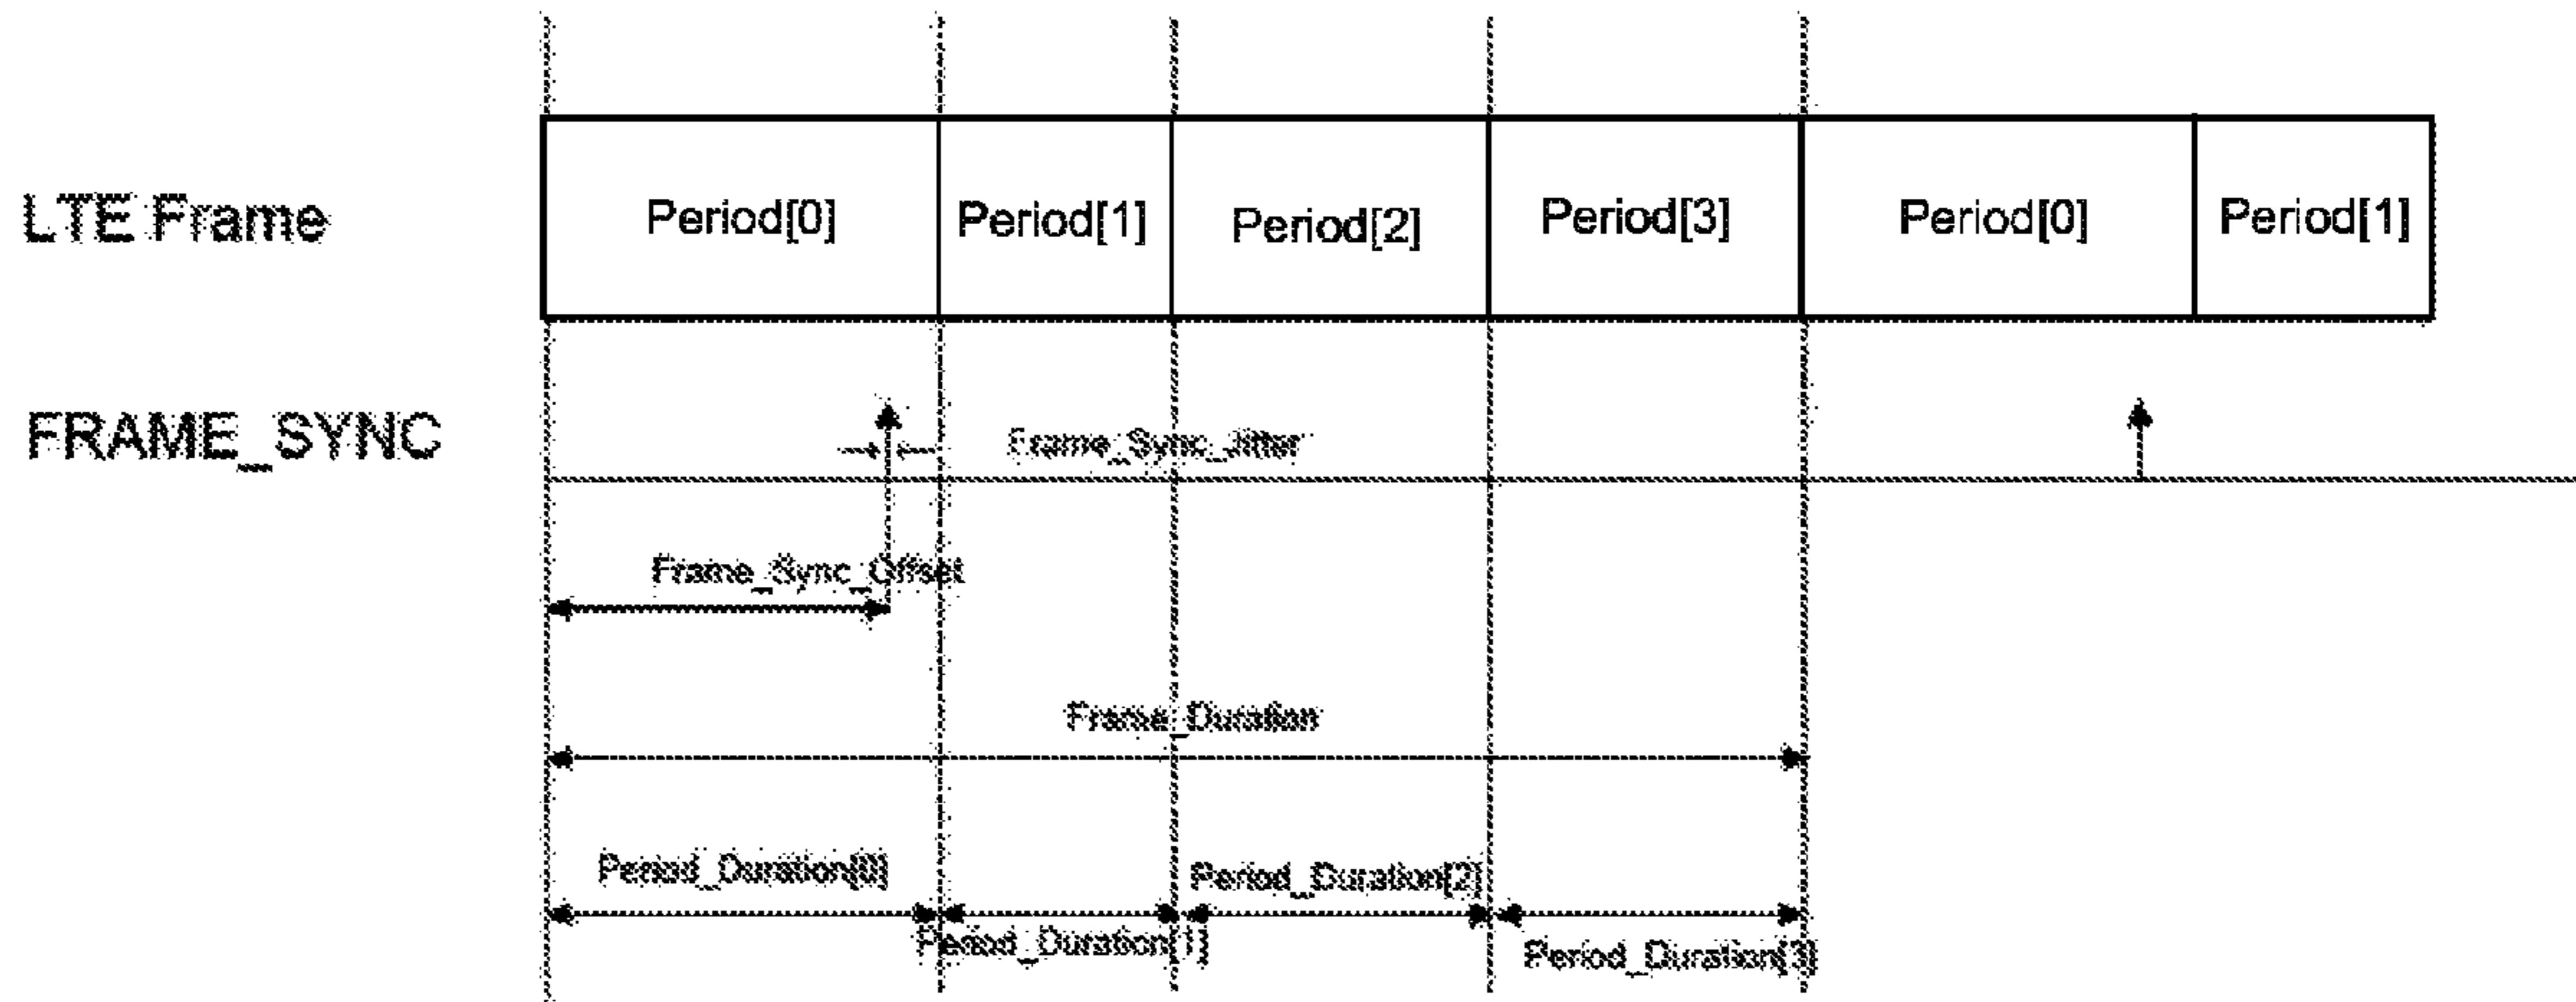 LTE Frame
Period[0] Period[1] Period[2] Period[3] Period[0] Period[1]
FRAME_SYNC
Frame_Sync_Jitter
Frame_Sync_Offset
Frame_Duration
Period_Duration[0]
Period_Duration[2]
Period_Duration[1]
Period_Duration[3]